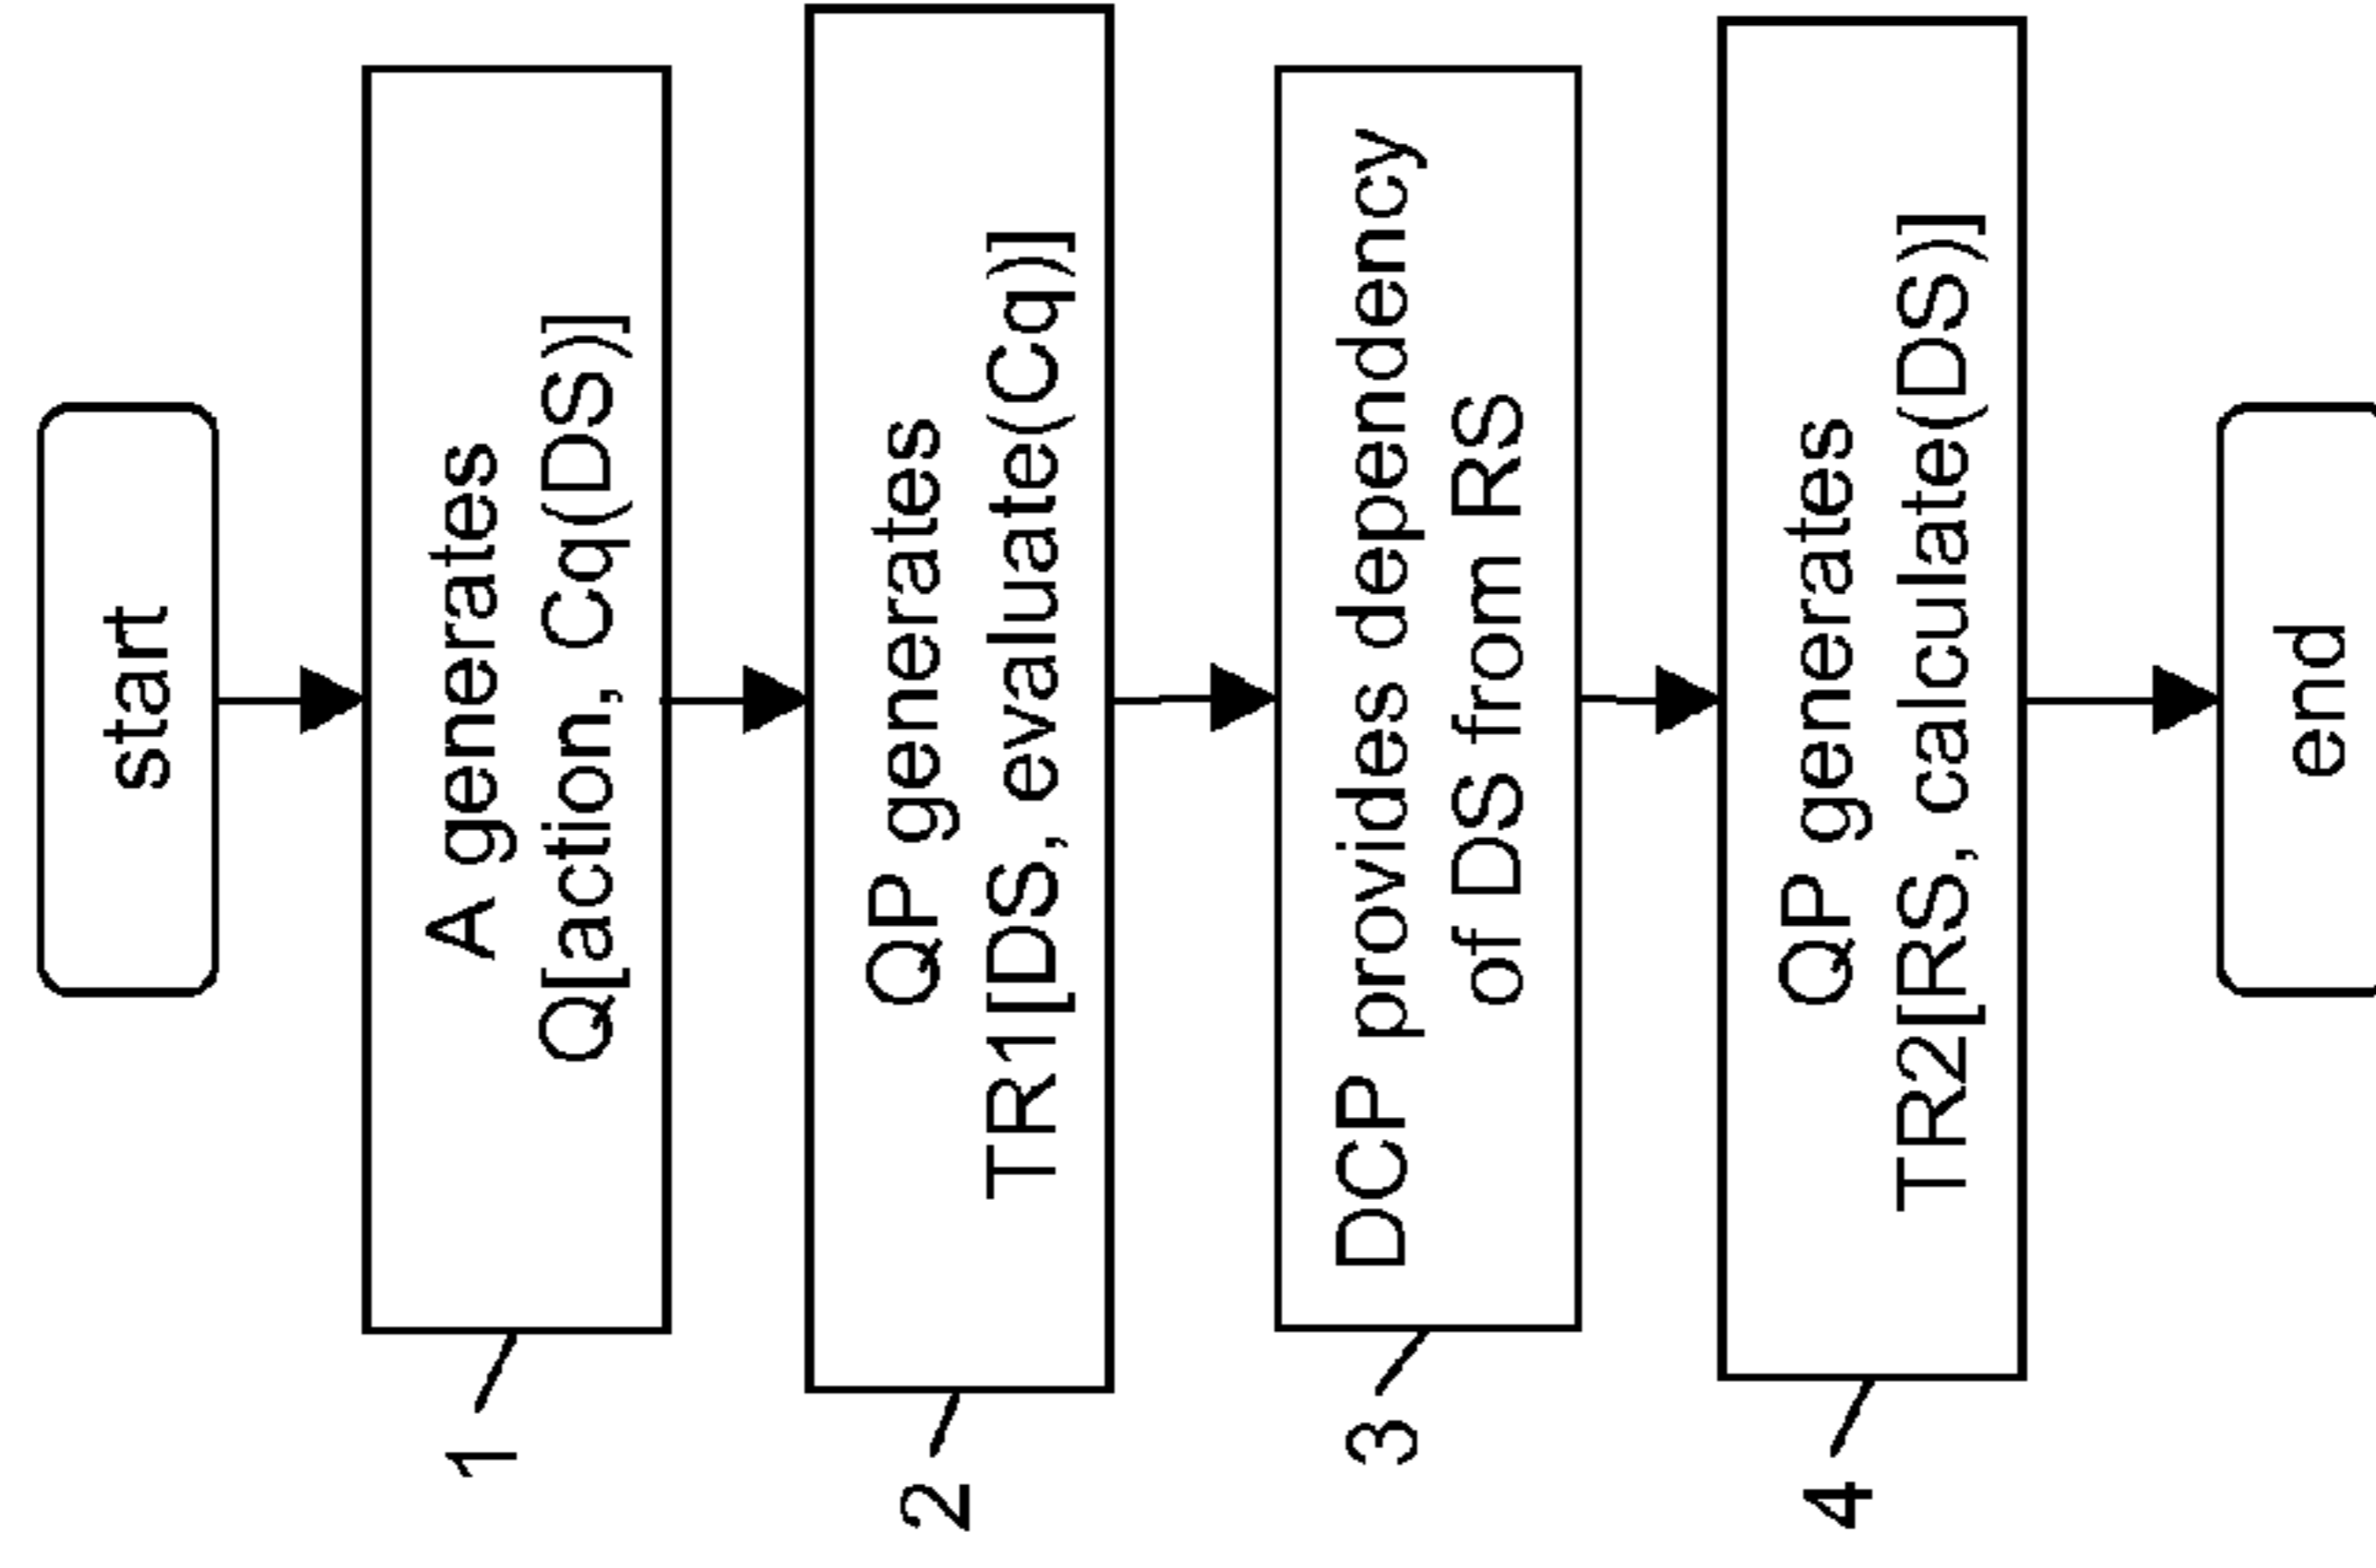 start
1
A generates
Q[action, Cq(DS)]
2
QP generates
TR1[DS, evaluate(Cq)]
3
DCP provides dependency
of DS from RS
4
QP generates
TR2[RS, calculate(DS)]
end